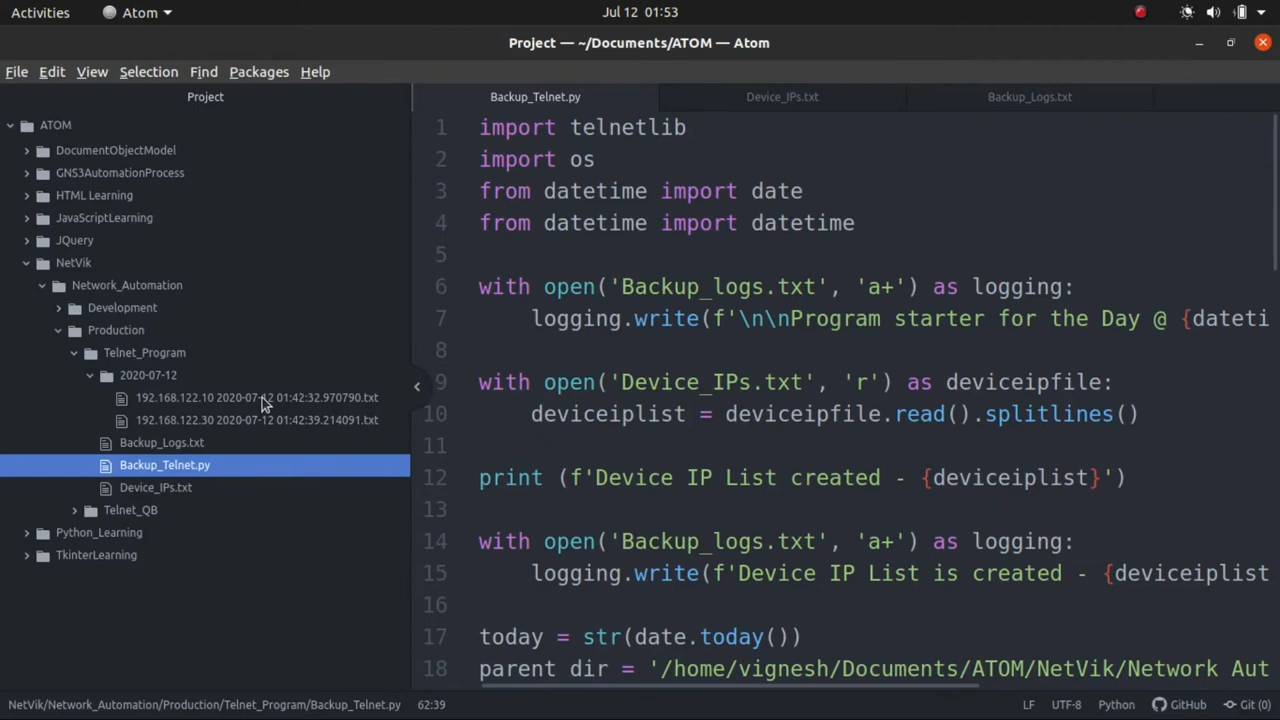 Activities Atom Jul 12 01:53
Project — ~/Documents/ATOM — Atom
File Edit View Selection Find Packages Help
Project
ATOM
DocumentObjectModel
GNS3AutomationProcess
HTML Learning
JavaScriptLearning
JQuery
NetVik
Network_Automation
Development
Production
Telnet_Program
2020-07-12
192.168.122.10 2020-07-12 01:42:32.970790.txt
192.168.122.30 2020-07-12 01:42:39.214091.txt
Backup_Logs.txt
Backup_Telnet.py
Device_IPs.txt
Telnet_QB
Python_Learning
TkinterLearning
Backup_Telnet.py Device_IPs.txt Backup_Logs.txt
1 import telnetlib
2 import os
3 from datetime import date
4 from datetime import datetime
5
6 with open('Backup_logs.txt', 'a+') as logging:
7 logging.write(f'\n\nProgram starter for the Day @ {dateti
8
9 with open('Device_IPs.txt', 'r') as deviceipfile:
10 deviceiplist = deviceipfile.read().splitlines()
11
12 print (f'Device IP List created - {deviceiplist}')
13
14 with open('Backup_logs.txt', 'a+') as logging:
15 logging.write(f'Device IP List is created - {deviceiplist
16
17 today = str(date.today())
18 parent dir = '/home/vignesh/Documents/ATOM/NetVik/Network Aut
NetVik/Network_Automation/Production/Telnet_Program/Backup_Telnet.py 62:39 LF UTF-8 Python GitHub Git (0)